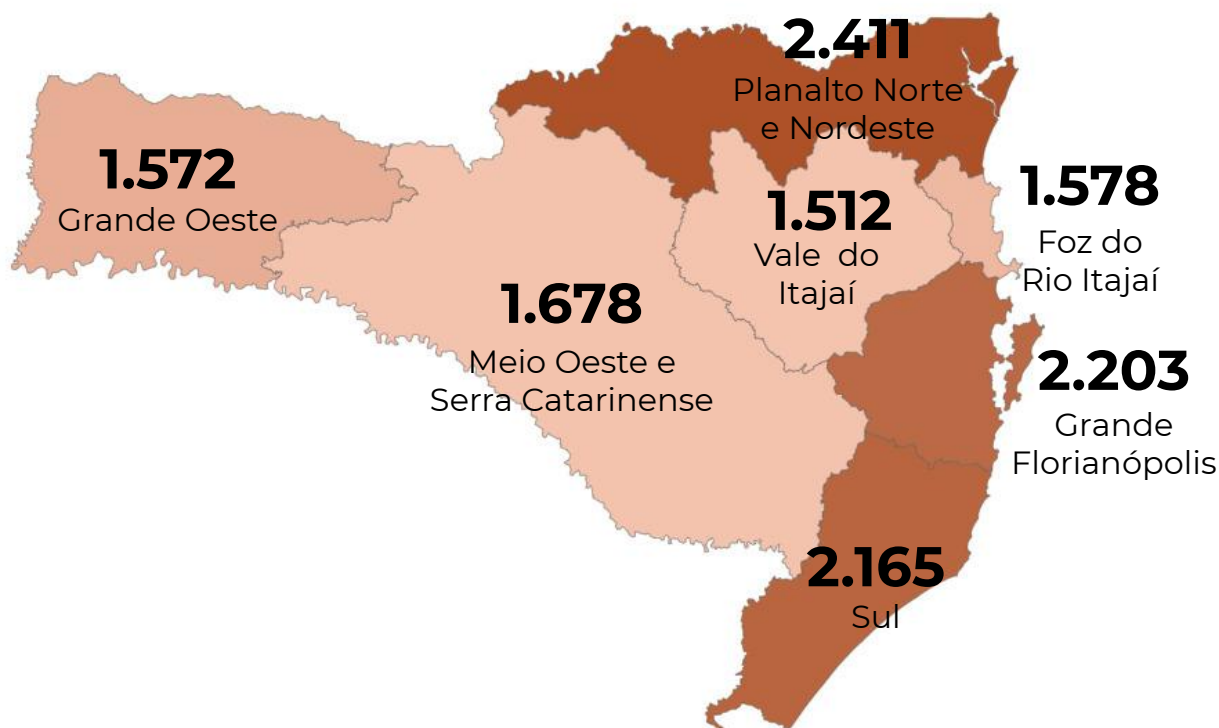 2.411
Planalto Norte
e Nordeste
1.572
Grande Oeste
1.512
Vale do
Itajaí
1.578
Foz do
Rio Itajaí
1.678
Meio Oeste e
Serra Catarinense
2.203
Grande
Florianópolis
2.165
Sul